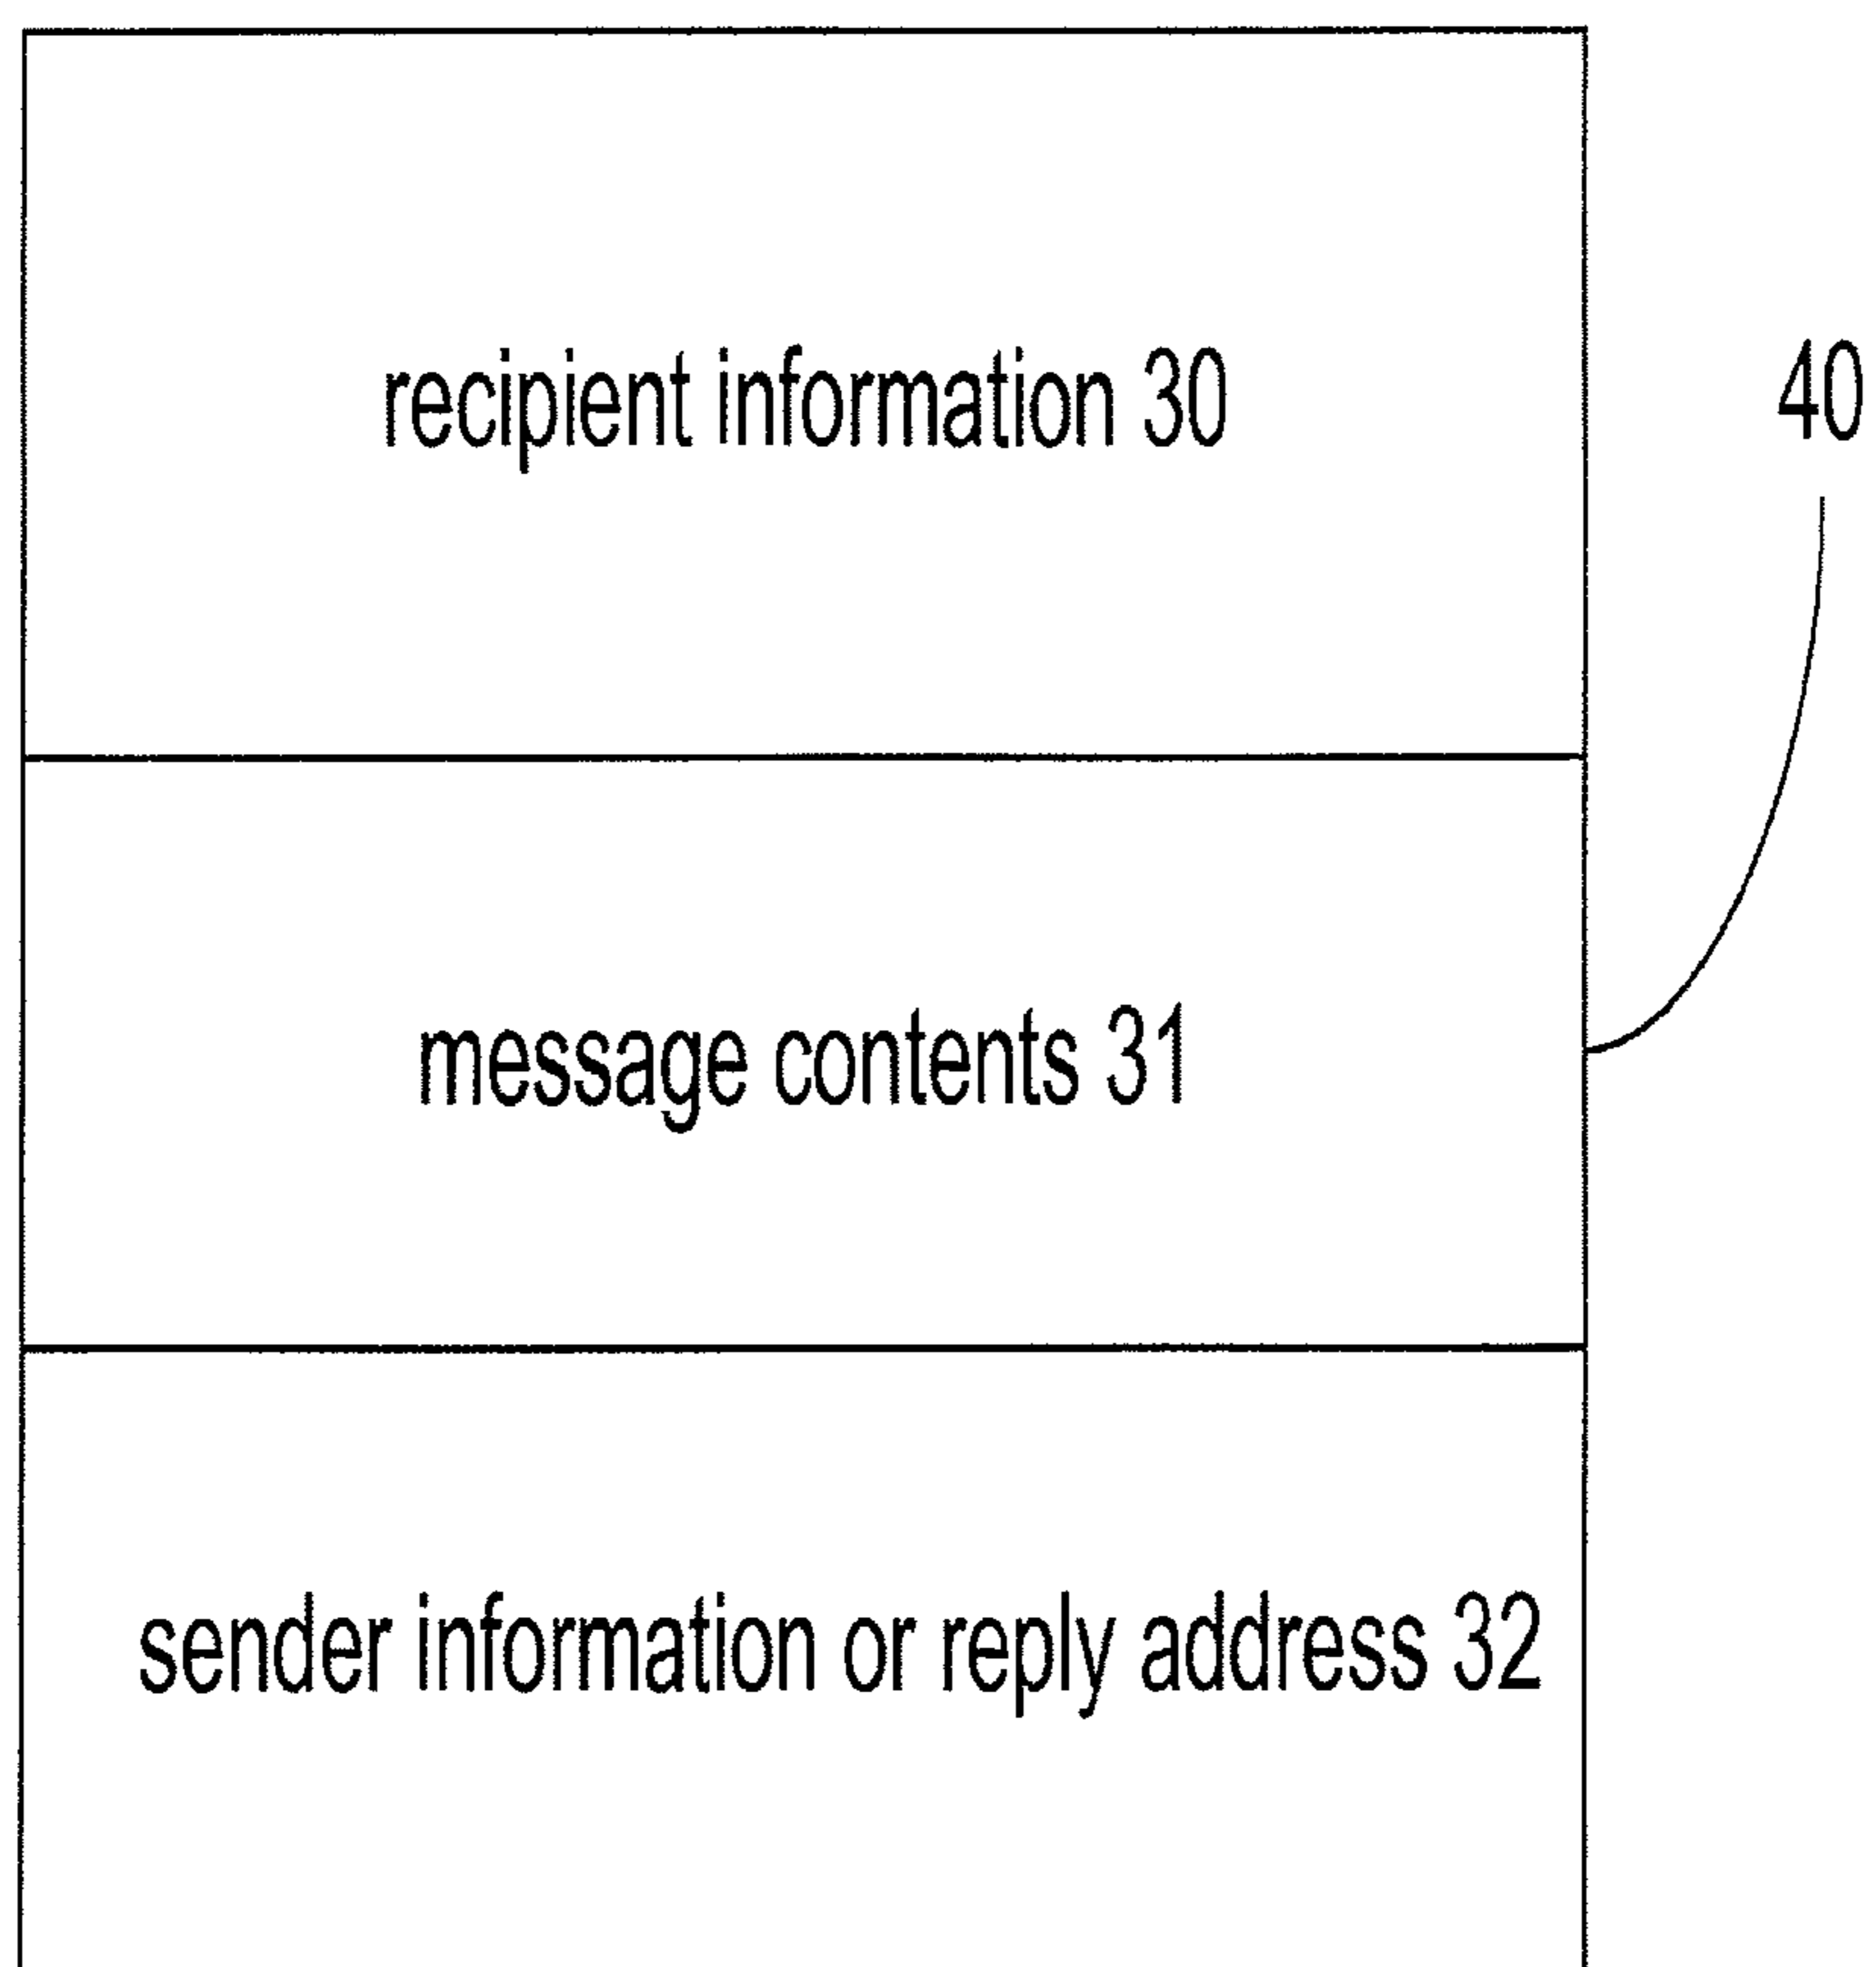 recipient information 30
40
message contents 31
sender information or reply address 32